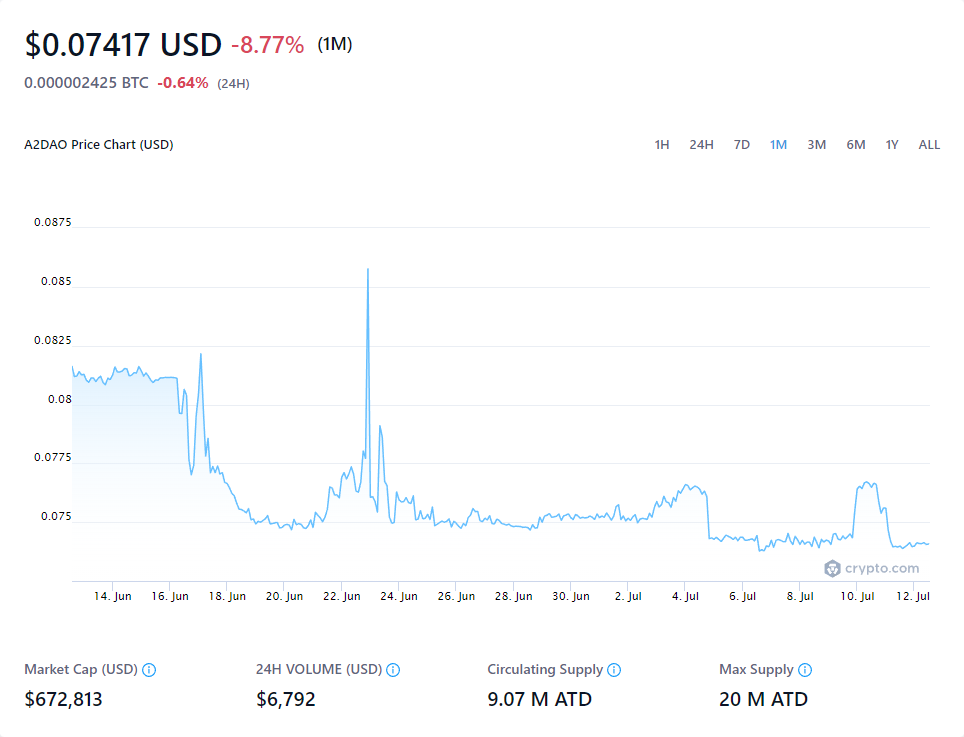 $0.07417 USD -8.77% (1M)
0.000002425 BTC -0.64% (24H)
A2DAO Price Chart (USD) 1H 24H 7D 1M 3M 6M 1Y ALL
0.0875
0.085
0.0825
0.08
0.0775
0.075
crypto.com
14. Jun 16. Jun 18. Jun 20. Jun 22. Jun 24. Jun 26. Jun 28. Jun 30. Jun 2. Jul 4. Jul 6. Jul 8. Jul 10. Jul 12. Jul
Market Cap (USD) 24H VOLUME (USD) Circulating Supply Max Supply
$672,813 $6,792 9.07 M ATD 20 M ATD